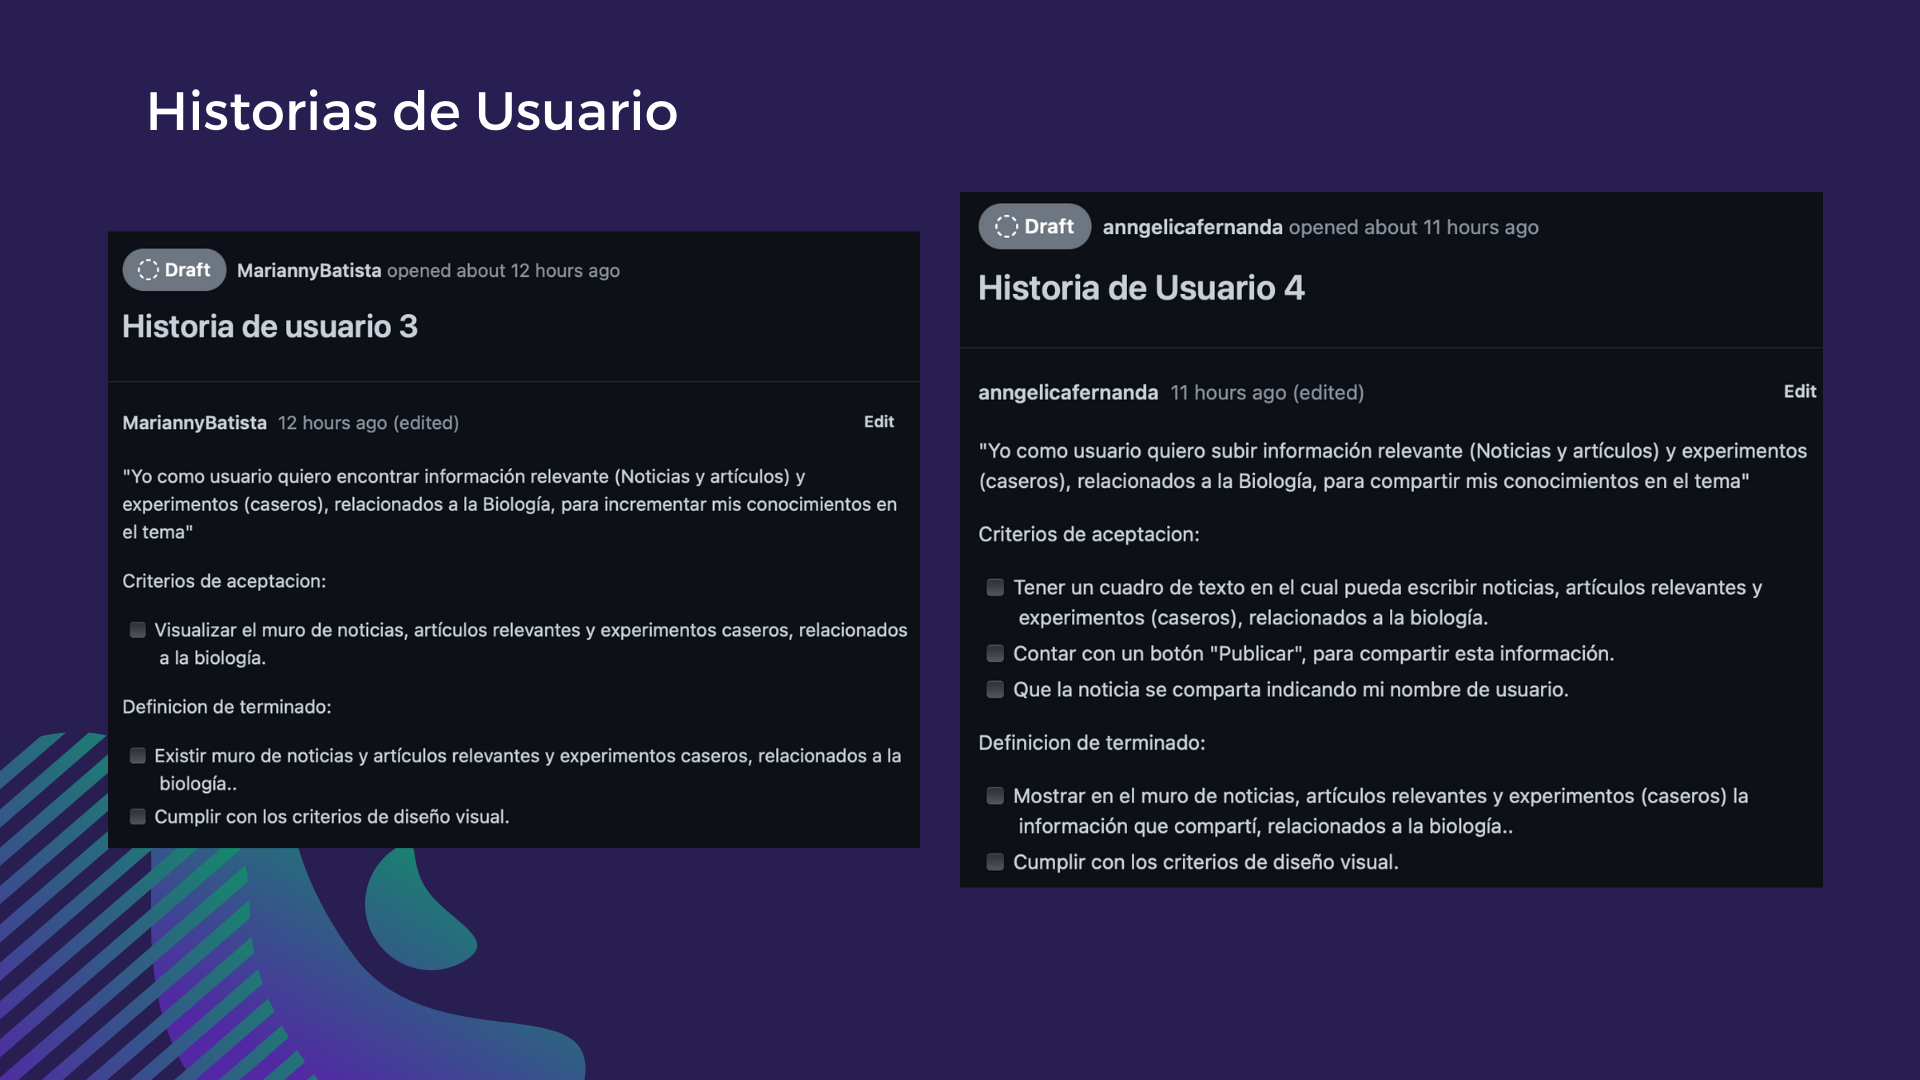 Historias de Usuario
Draft MariannyBatista opened about 12 hours ago
Historia de usuario 3
MariannyBatista 12 hours ago (edited) Edit
"Yo como usuario quiero encontrar información relevante (Noticias y artículos) y
experimentos (caseros), relacionados a la Biología, para incrementar mis conocimientos en
el tema"
Criterios de aceptacion:
Visualizar el muro de noticias, artículos relevantes y experimentos caseros, relacionados
a la biología.
Definicion de terminado:
Existir muro de noticias y artículos relevantes y experimentos caseros, relacionados a la
biología..
Cumplir con los criterios de diseño visual.
Draft anngelicafernanda opened about 11 hours ago
Historia de Usuario 4
anngelicafernanda 11 hours ago (edited) Edit
"Yo como usuario quiero subir información relevante (Noticias y artículos) y experimentos
(caseros), relacionados a la Biología, para compartir mis conocimientos en el tema"
Criterios de aceptacion:
Tener un cuadro de texto en el cual pueda escribir noticias, artículos relevantes y
experimentos (caseros), relacionados a la biología.
Contar con un botón "Publicar", para compartir esta información.
Que la noticia se comparta indicando mi nombre de usuario.
Definicion de terminado:
Mostrar en el muro de noticias, artículos relevantes y experimentos (caseros) la
información que compartí, relacionados a la biología..
Cumplir con los criterios de diseño visual.